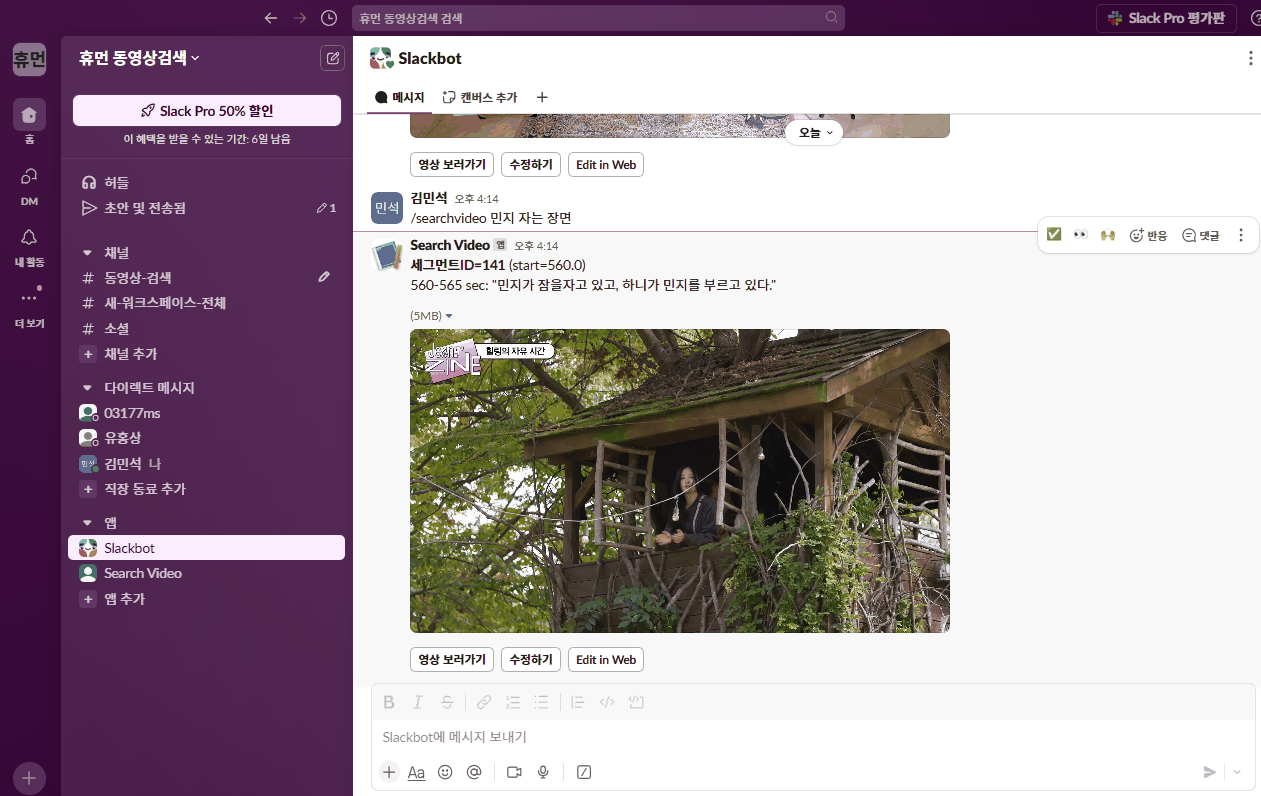 휴먼 동영상검색 검색
Slack Pro 평가판
휴먼
휴먼 동영상검색
Slack Pro 50% 할인
이 혜택을 받을 수 있는 기간: 6일 남음
홈
DM
내 활동
더 보기
허들
초안 및 전송됨
1
채널
# 동영상-검색
# 새-워크스페이스-전체
# 소셜
+ 채널 추가
다이렉트 메시지
03177ms
유홍상
민석
김민석 나
+ 직장 동료 추가
앱
Slackbot
Search Video
+ 앱 추가
Slackbot
메시지
캔버스 추가
+
오늘
영상 보러가기
수정하기
Edit in Web
민석
김민석 오후 4:14
/searchvideo 민지 자는 장면
반응
댓글
Search Video 앱 오후 4:14
세그먼트ID=141 (start=560.0)
560-565 sec: "민지가 잠을자고 있고, 하니가 민지를 부르고 있다."
(5MB)
힐링의 자유 시간
ZINE
영상 보러가기
수정하기
Edit in Web
B I S
Slackbot에 메시지 보내기
+ Aa @